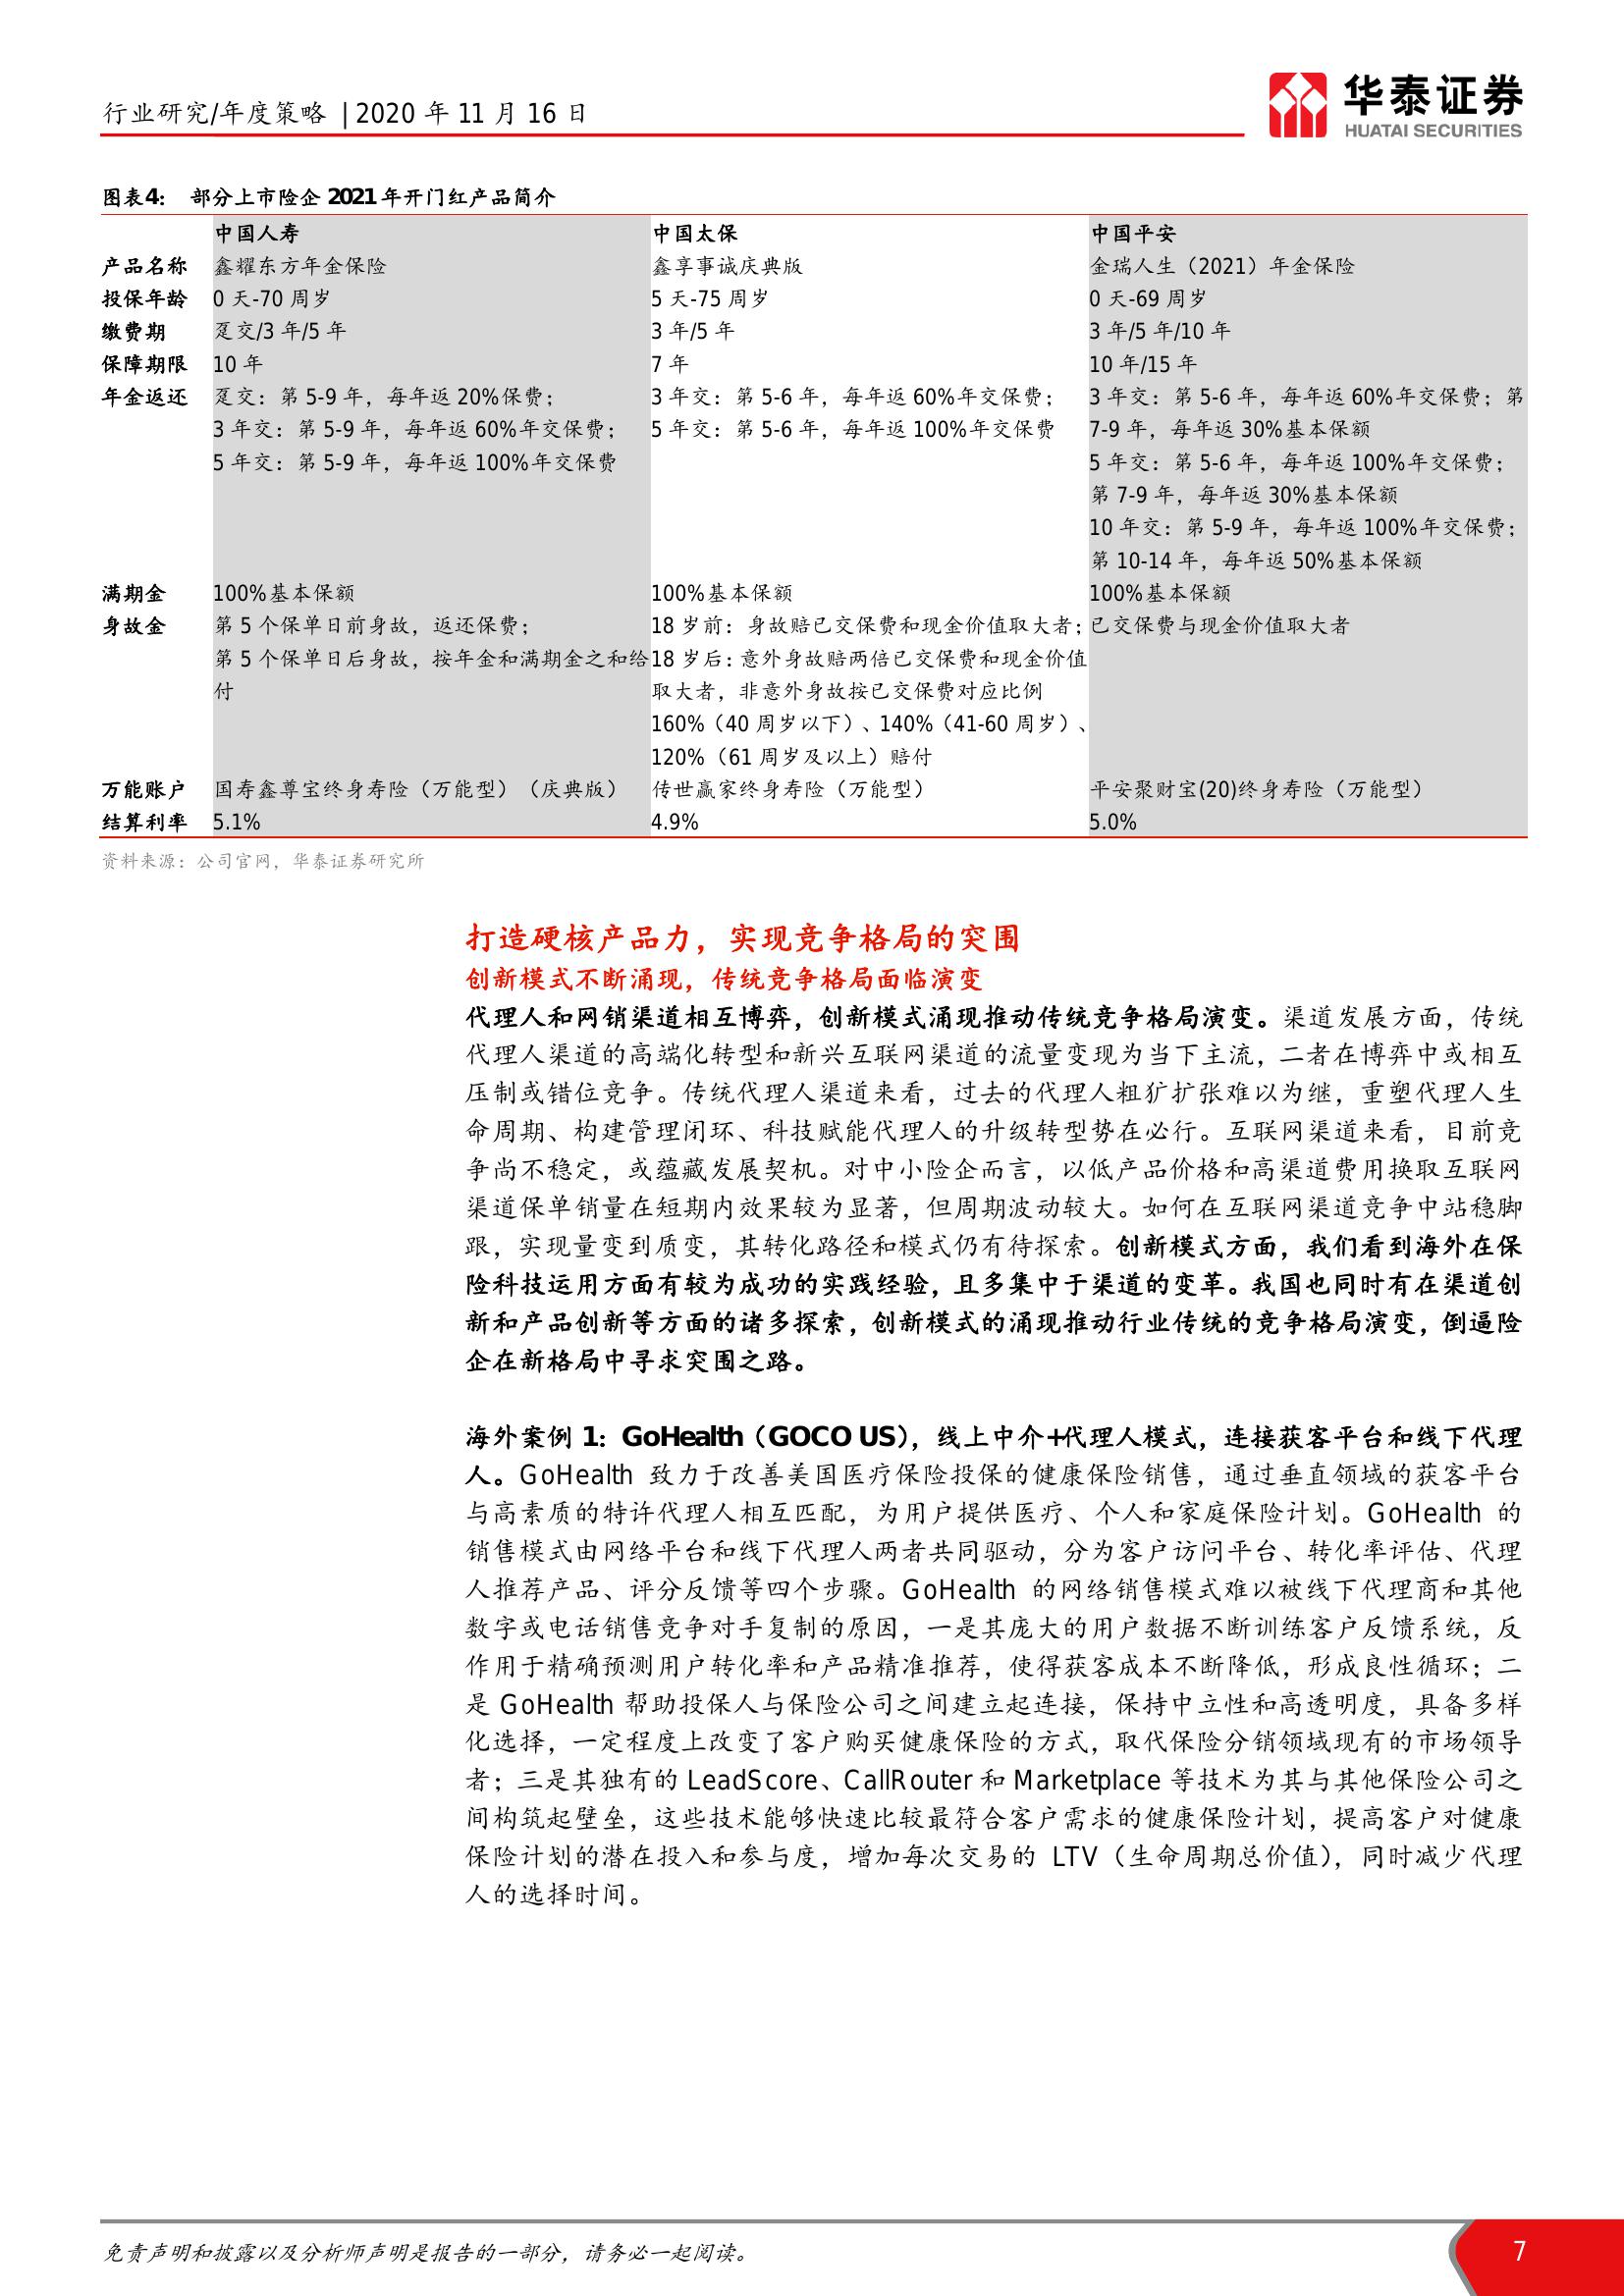 行业研究/年度策略 | 2020 年 11 月 16 日
华泰证券
HUATAI SECURITIES
图表4： 部分上市险企 2021 年开门红产品简介
中国人寿 中国太保 中国平安
产品名称 鑫耀东方年金保险 鑫享事诚庆典版 金瑞人生（2021）年金保险
投保年龄 0 天-70 周岁 5 天-75 周岁 0 天-69 周岁
缴费期 趸交/3 年/5 年 3 年/5 年 3 年/5 年/10 年
保障期限 10 年 7 年 10 年/15 年
年金返还 趸交：第 5-9 年，每年返 20%保费； 3 年交：第 5-6 年，每年返 60%年交保费； 3 年交：第 5-6 年，每年返 60%年交保费；第
3 年交：第 5-9 年，每年返 60%年交保费； 5 年交：第 5-6 年，每年返 100%年交保费 7-9 年，每年返 30%基本保额
5 年交：第 5-9 年，每年返 100%年交保费 5 年交：第 5-6 年，每年返 100%年交保费；
第 7-9 年，每年返 30%基本保额
10 年交：第 5-9 年，每年返 100%年交保费；
第 10-14 年，每年返 50%基本保额
满期金 100%基本保额 100%基本保额 100%基本保额
身故金 第 5 个保单日前身故，返还保费； 18 岁前：身故赔已交保费和现金价值取大者； 已交保费与现金价值取大者
第 5 个保单日后身故，按年金和满期金之和给 18 岁后：意外身故赔两倍已交保费和现金价值
付 取大者，非意外身故按已交保费对应比例
160%（40 周岁以下）、140%（41-60 周岁）、
120%（61 周岁及以上）赔付
万能账户 国寿鑫尊宝终身寿险（万能型）（庆典版） 传世赢家终身寿险（万能型） 平安聚财宝(20)终身寿险（万能型）
结算利率 5.1% 4.9% 5.0%
资料来源：公司官网，华泰证券研究所
打造硬核产品力，实现竞争格局的突围
创新模式不断涌现，传统竞争格局面临演变
代理人和网销渠道相互博弈，创新模式涌现推动传统竞争格局演变。渠道发展方面，传统
代理人渠道的高端化转型和新兴互联网渠道的流量变现为当下主流，二者在博弈中或相互
压制或错位竞争。传统代理人渠道来看，过去的代理人粗犷扩张难以为继，重塑代理人生
命周期、构建管理闭环、科技赋能代理人的升级转型势在必行。互联网渠道来看，目前竞
争尚不稳定，或蕴藏发展契机。对中小险企而言，以低产品价格和高渠道费用换取互联网
渠道保单销量在短期内效果较为显著，但周期波动较大。如何在互联网渠道竞争中站稳脚
跟，实现量变到质变，其转化路径和模式仍有待探索。创新模式方面，我们看到海外在保
险科技运用方面有较为成功的实践经验，且多集中于渠道的变革。我国也同时有在渠道创
新和产品创新等方面的诸多探索，创新模式的涌现推动行业传统的竞争格局演变，倒逼险
企在新格局中寻求突围之路。
海外案例 1：GoHealth（GOCO US），线上中介+代理人模式，连接获客平台和线下代理
人。GoHealth 致力于改善美国医疗保险投保的健康保险销售，通过垂直领域的获客平台
与高素质的特许代理人相互匹配，为用户提供医疗、个人和家庭保险计划。GoHealth 的
销售模式由网络平台和线下代理人两者共同驱动，分为客户访问平台、转化率评估、代理
人推荐产品、评分反馈等四个步骤。GoHealth 的网络销售模式难以被线下代理商和其他
数字或电话销售竞争对手复制的原因，一是其庞大的用户数据不断训练客户反馈系统，反
作用于精确预测用户转化率和产品精准推荐，使得获客成本不断降低，形成良性循环；二
是 GoHealth 帮助投保人与保险公司之间建立起连接，保持中立性和高透明度，具备多样
化选择，一定程度上改变了客户购买健康保险的方式，取代保险分销领域现有的市场领导
者；三是其独有的 LeadScore、CallRouter 和 Marketplace 等技术为其与其他保险公司之
间构筑起壁垒，这些技术能够快速比较最符合客户需求的健康保险计划，提高客户对健康
保险计划的潜在投入和参与度，增加每次交易的 LTV（生命周期总价值），同时减少代理
人的选择时间。
免责声明和披露以及分析师声明是报告的一部分，请务必一起阅读。
7